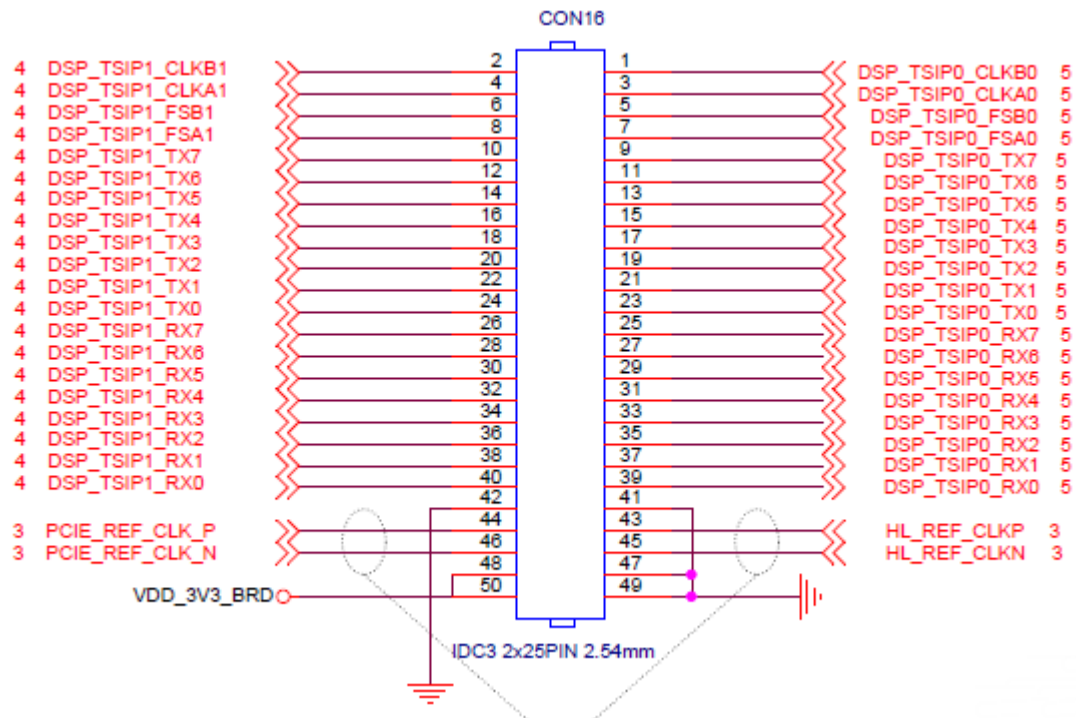 CON16
4 DSP_TSIP1_CLKB1 2 1 DSP_TSIP0_CLKB0 5
4 DSP_TSIP1_CLKA1 4 3 DSP_TSIP0_CLKA0 5
4 DSP_TSIP1_FSB1 6 5 DSP_TSIP0_FSB0 5
4 DSP_TSIP1_FSA1 8 7 DSP_TSIP0_FSA0 5
4 DSP_TSIP1_TX7 10 9 DSP_TSIP0_TX7 5
4 DSP_TSIP1_TX6 12 11 DSP_TSIP0_TX6 5
4 DSP_TSIP1_TX5 14 13 DSP_TSIP0_TX5 5
4 DSP_TSIP1_TX4 16 15 DSP_TSIP0_TX4 5
4 DSP_TSIP1_TX3 18 17 DSP_TSIP0_TX3 5
4 DSP_TSIP1_TX2 20 19 DSP_TSIP0_TX2 5
4 DSP_TSIP1_TX1 22 21 DSP_TSIP0_TX1 5
4 DSP_TSIP1_TX0 24 23 DSP_TSIP0_TX0 5
4 DSP_TSIP1_RX7 26 25 DSP_TSIP0_RX7 5
4 DSP_TSIP1_RX6 28 27 DSP_TSIP0_RX6 5
4 DSP_TSIP1_RX5 30 29 DSP_TSIP0_RX5 5
4 DSP_TSIP1_RX4 32 31 DSP_TSIP0_RX4 5
4 DSP_TSIP1_RX3 34 33 DSP_TSIP0_RX3 5
4 DSP_TSIP1_RX2 36 35 DSP_TSIP0_RX2 5
4 DSP_TSIP1_RX1 38 37 DSP_TSIP0_RX1 5
4 DSP_TSIP1_RX0 40 39 DSP_TSIP0_RX0 5
42 41
3 PCIE_REF_CLK_P 44 43 HL_REF_CLKP 3
3 PCIE_REF_CLK_N 46 45 HL_REF_CLKN 3
48 47
VDD_3V3_BRD 50 49
IDC3 2x25PIN 2.54mm